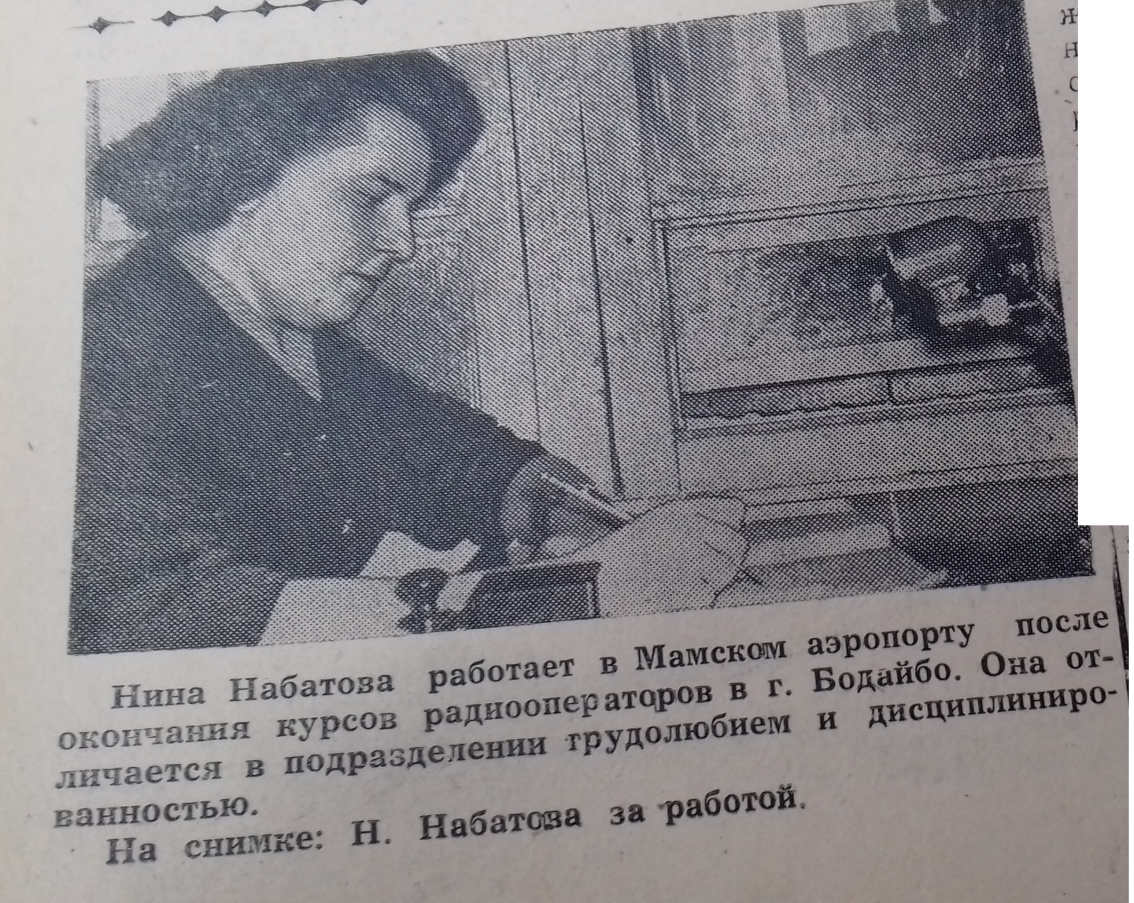 Нина Набатова работает в Мамском аэропорту после
окончания курсов радиооператоров в г. Бодайбо. Она от-
личается в подразделении трудолюбием и дисциплиниро-
ванностью.
На снимке: Н. Набатова за работой.